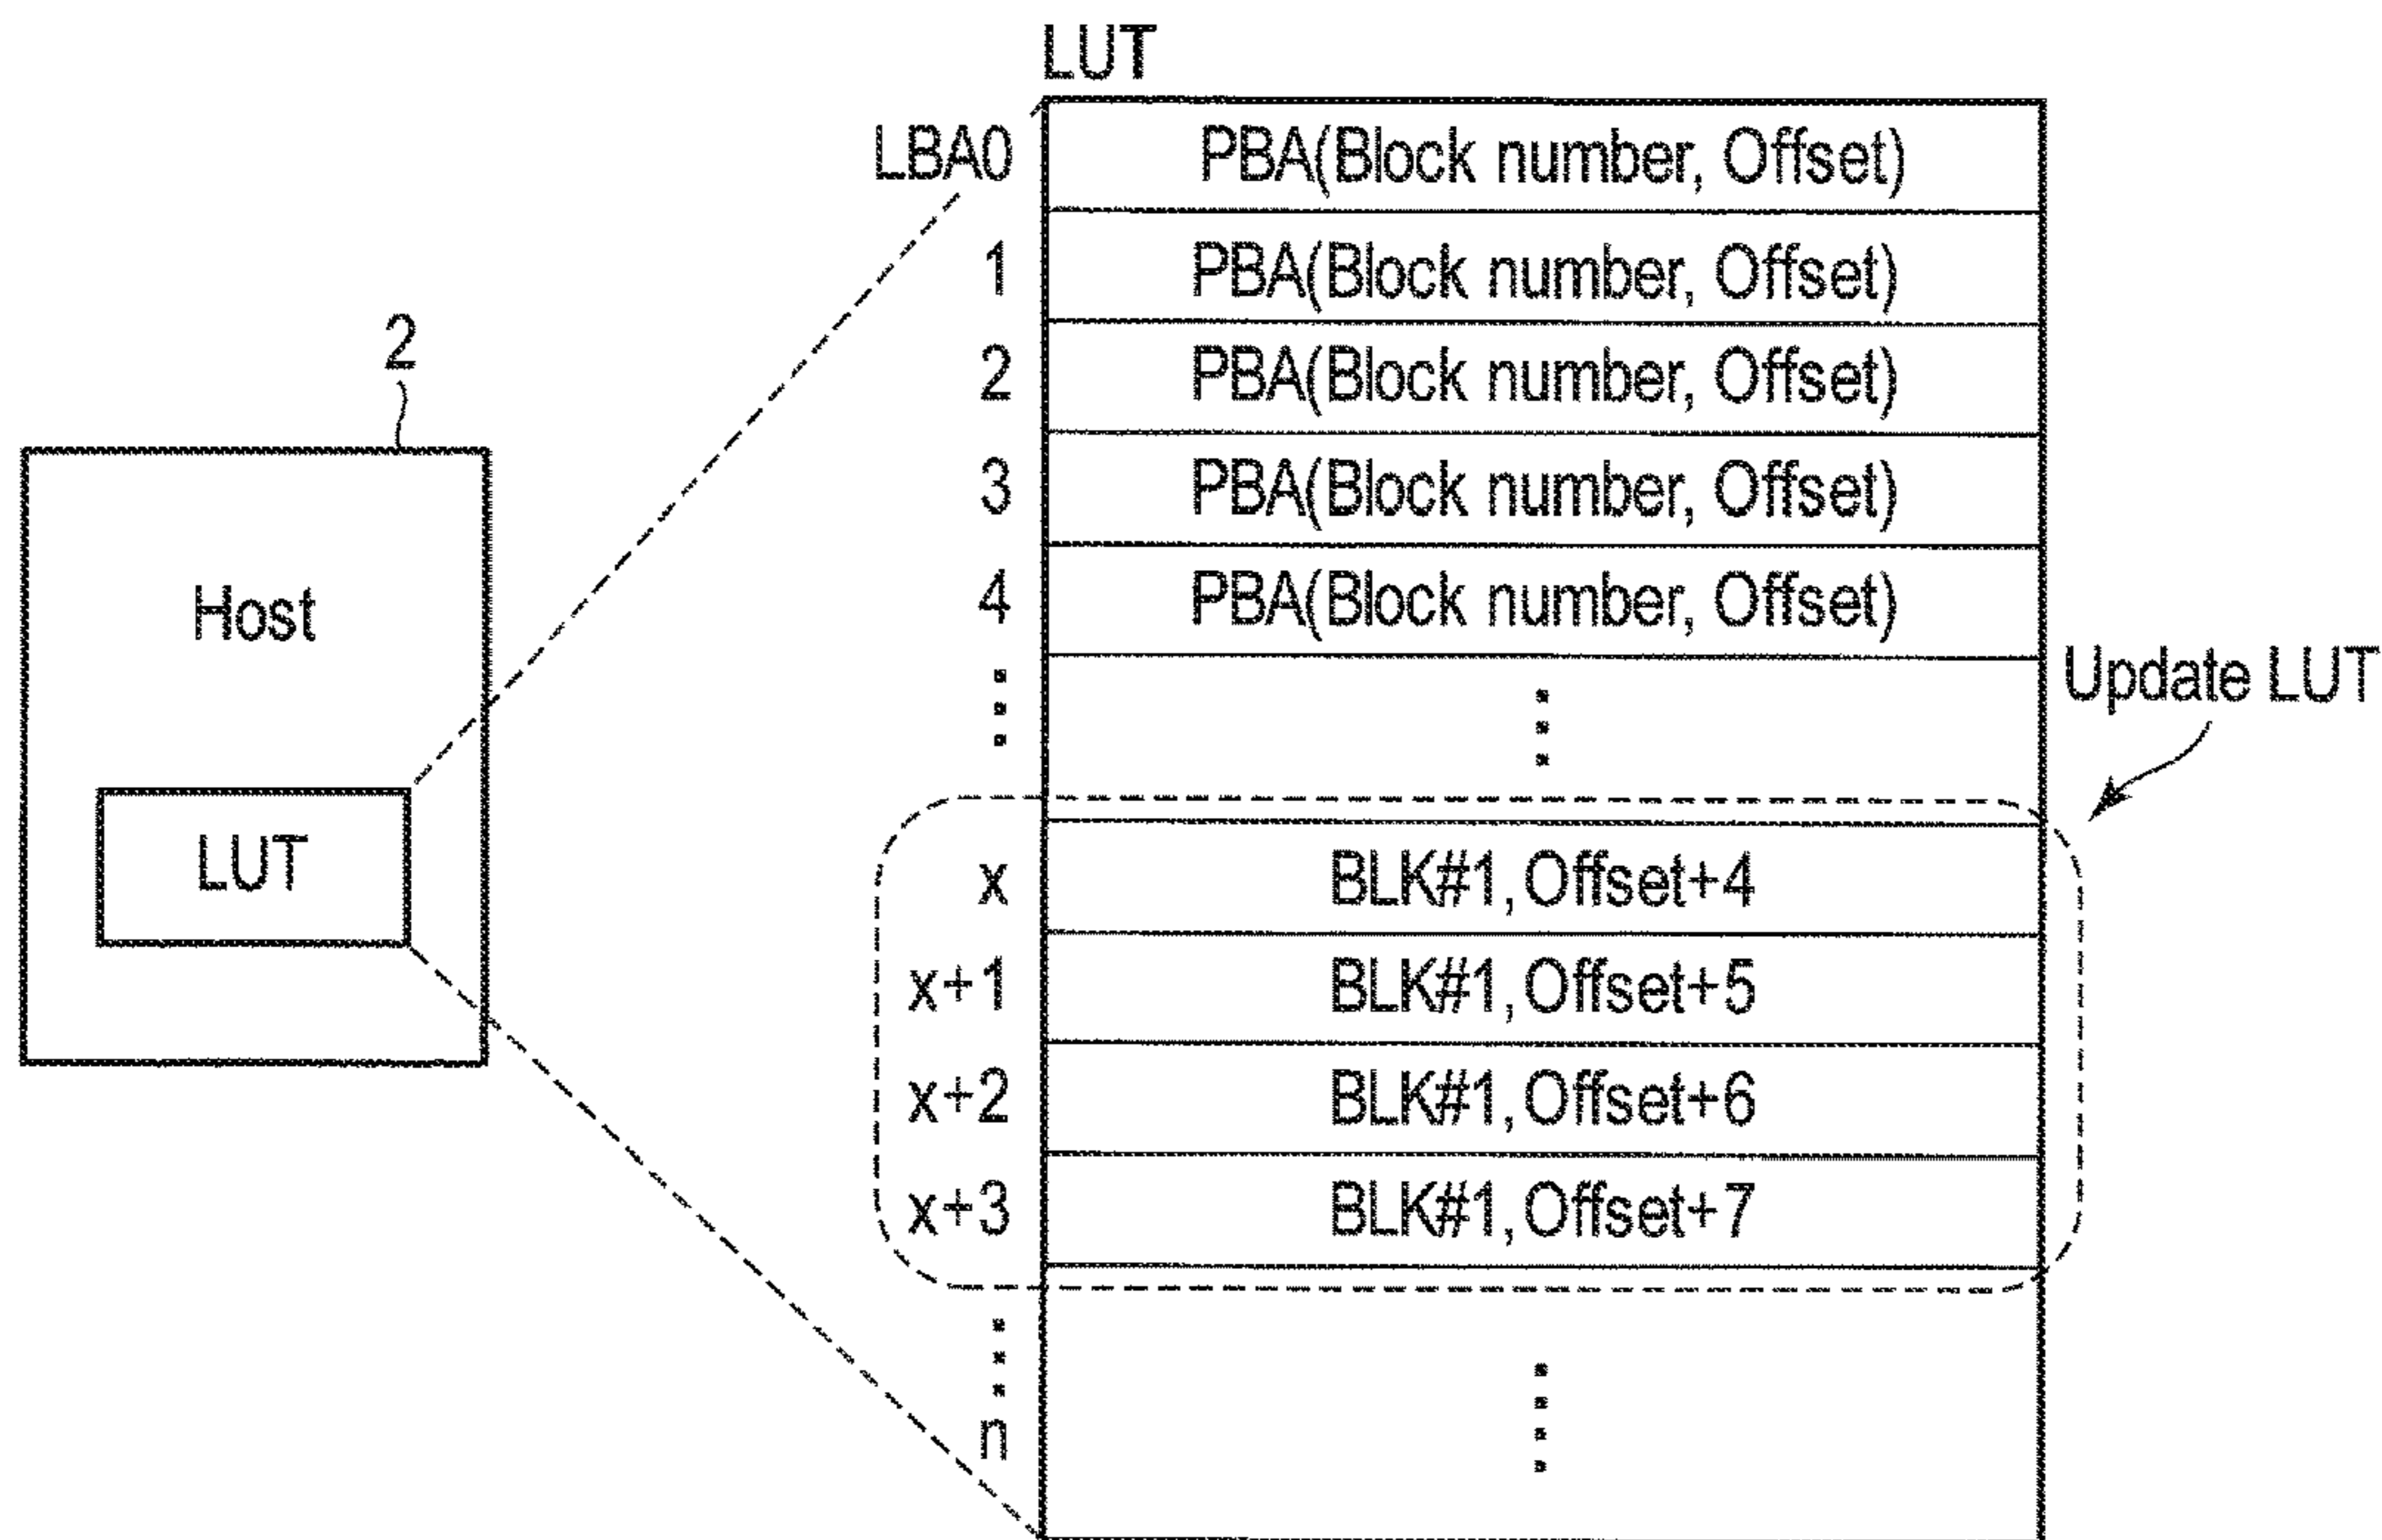 LUT
LBA0 PBA(Block number, Offset)
1 PBA(Block number, Offset)
2 PBA(Block number, Offset)
3 PBA(Block number, Offset)
4 PBA(Block number, Offset)
2
Host
LUT
Update LUT
x BLK#1, Offset+4
x+1 BLK#1, Offset+5
x+2 BLK#1, Offset+6
x+3 BLK#1, Offset+7
n